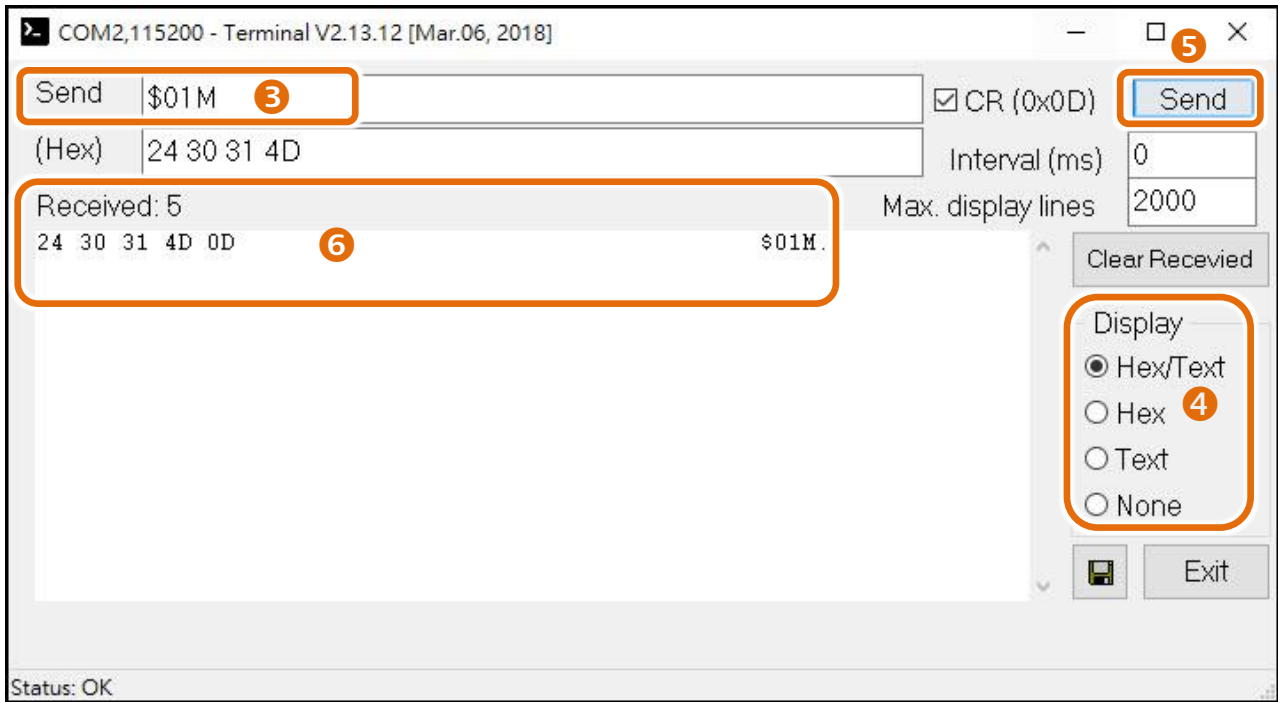 COM2,115200 - Terminal V2.13.12 [Mar.06, 2018]
5
Send $01M 3 CR (0x0D) Send
(Hex) 24 30 31 4D Interval (ms) 0
Received: 5 Max. display lines 2000
24 30 31 4D 0D 6 $01M.
Clear Recevied
Display
Hex/Text
Hex 4
Text
None
Exit
Status: OK